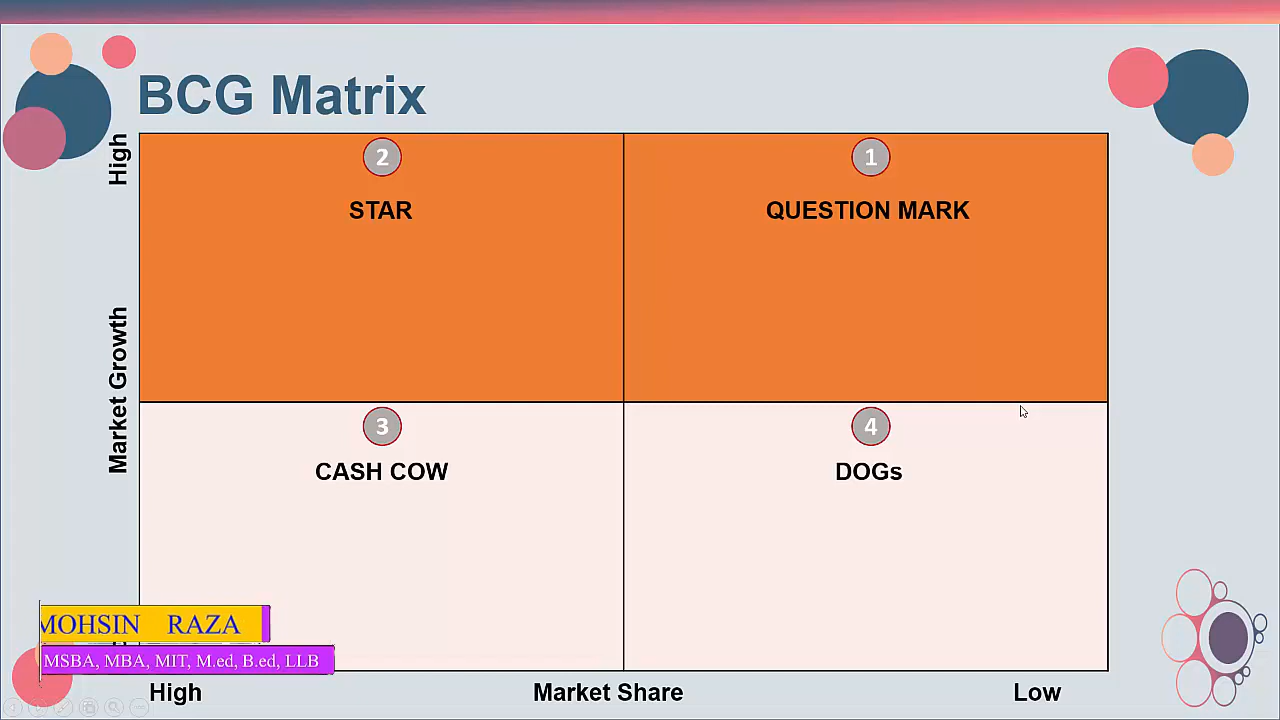 BCG Matrix
High
2
1
STAR
QUESTION MARK
Market Growth
3
4
CASH COW
DOGs
MOHSIN RAZA
MSBA, MBA, MIT, M.ed, B.ed, LLB
High
Market Share
Low